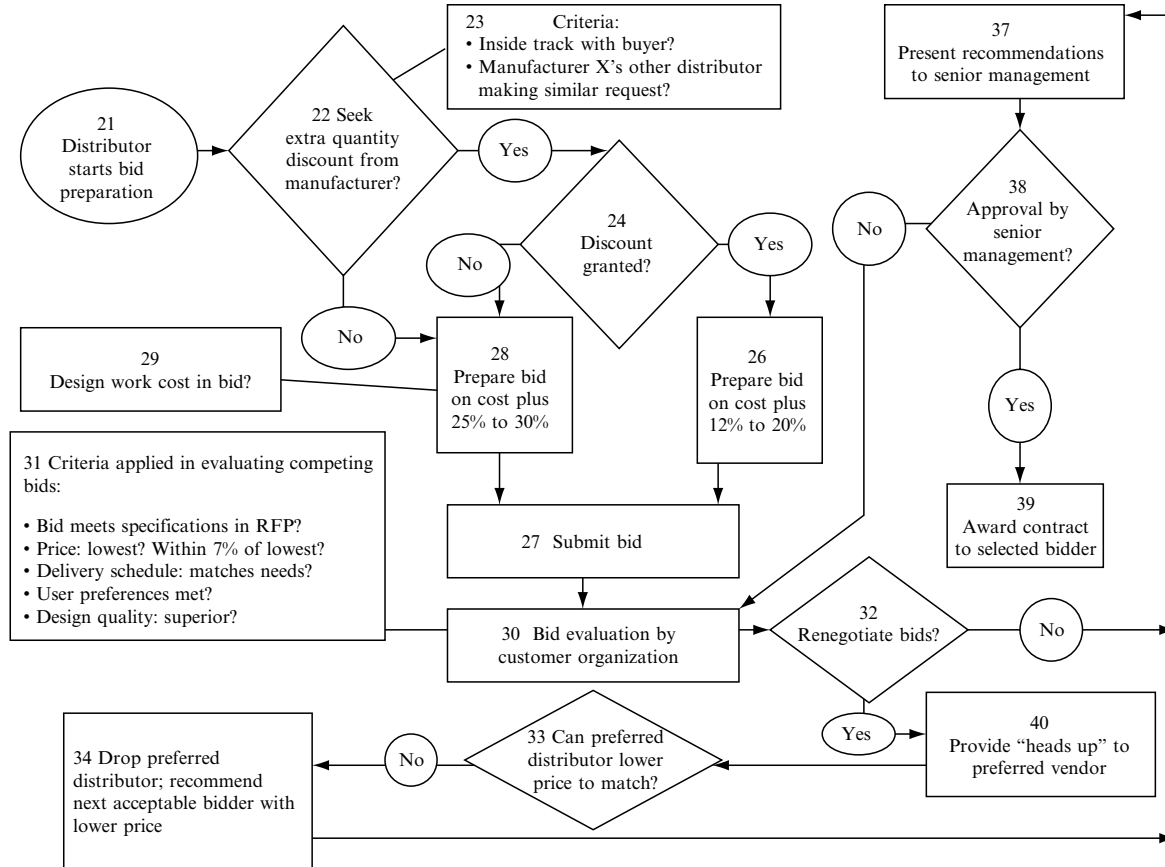 23 Criteria:
• Inside track with buyer?
• Manufacturer X's other distributor
making similar request?
37
Present recommendations
to senior management
21
Distributor
starts bid
preparation
22 Seek
extra quantity
discount from
manufacturer?
Yes
24
Discount
granted?
No
Yes
No
38
Approval by
senior
management?
No
29
Design work cost in bid?
28
Prepare bid
on cost plus
25% to 30%
26
Prepare bid
on cost plus
12% to 20%
Yes
31 Criteria applied in evaluating competing
bids:
• Bid meets specifications in RFP?
• Price: lowest? Within 7% of lowest?
• Delivery schedule: matches needs?
• User preferences met?
• Design quality: superior?
27 Submit bid
39
Award contract
to selected bidder
30 Bid evaluation by
customer organization
32
Renegotiate bids?
No
Yes
40
Provide “heads up” to
preferred vendor
33 Can preferred
distributor lower
price to match?
No
34 Drop preferred
distributor; recommend
next acceptable bidder with
lower price